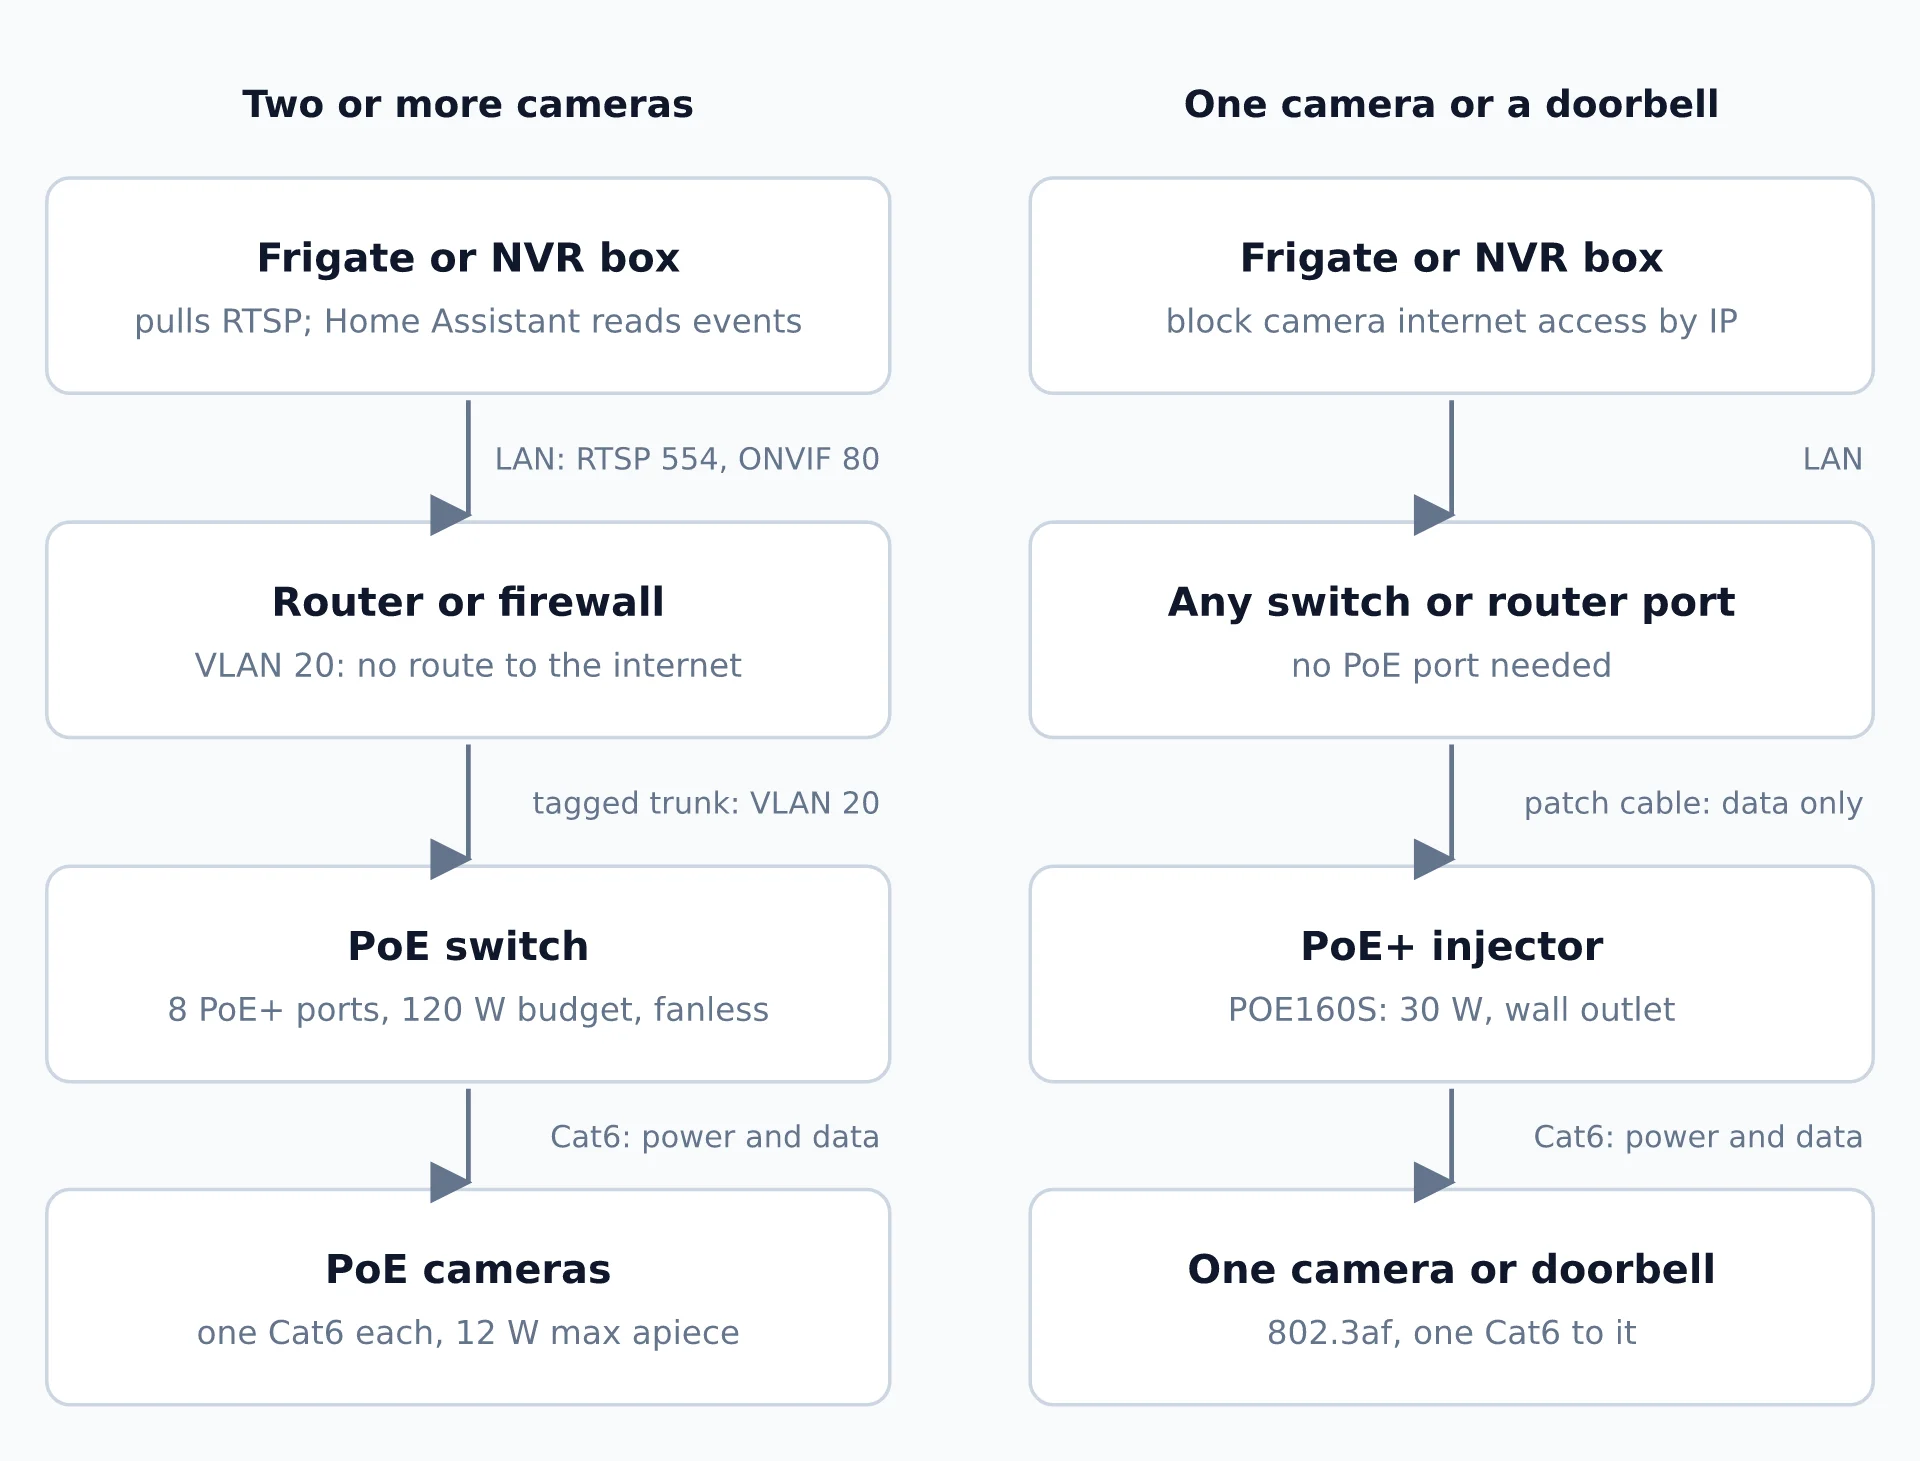 Two or more cameras
Frigate or NVR box
pulls RTSP; Home Assistant reads events
LAN: RTSP 554, ONVIF 80
Router or firewall
VLAN 20: no route to the internet
tagged trunk: VLAN 20
PoE switch
8 PoE+ ports, 120 W budget, fanless
Cat6: power and data
PoE cameras
one Cat6 each, 12 W max apiece
One camera or a doorbell
Frigate or NVR box
block camera internet access by IP
LAN
Any switch or router port
no PoE port needed
patch cable: data only
PoE+ injector
POE160S: 30 W, wall outlet
Cat6: power and data
One camera or doorbell
802.3af, one Cat6 to it